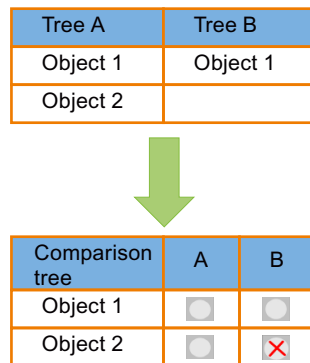 Tree A Tree B
Object 1 Object 1
Object 2
Comparison A B
tree
Object 1
Object 2